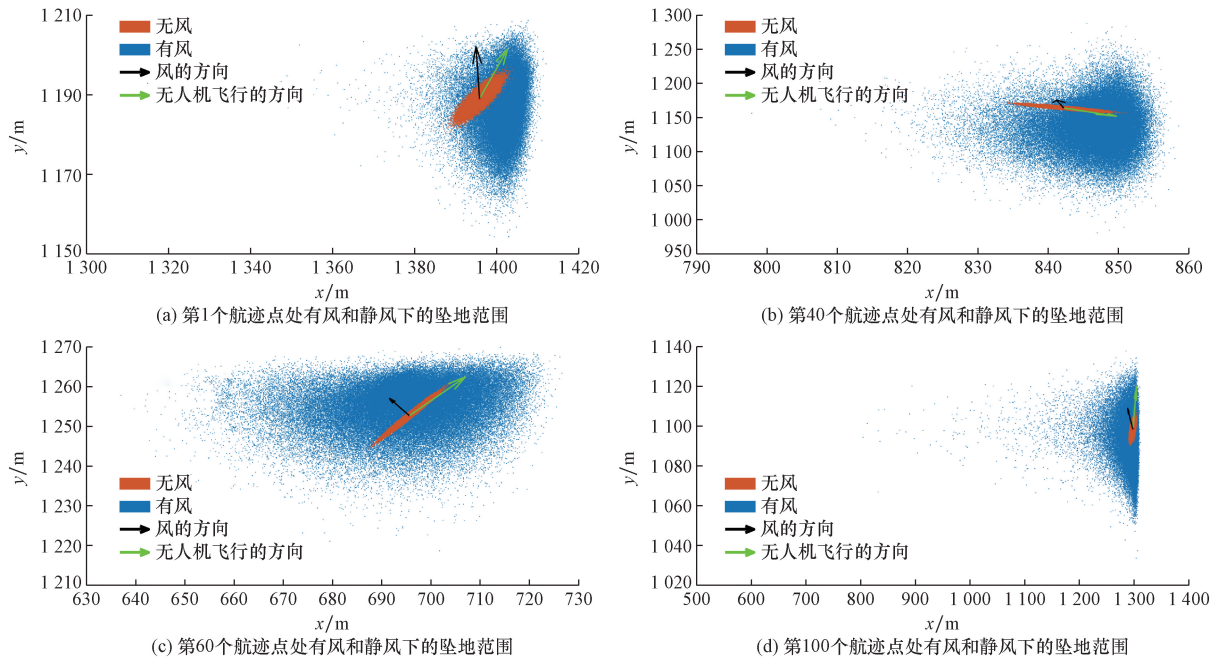 1 210
1 190
1 170
1 150
y/m
无风
有风
风的方向
无人机飞行的方向
1 300 1 320 1 340 1 360 1 380 1 400 1 420
x/m
(a) 第1个航迹点处有风和静风下的坠地范围
1 300
1 250
1 200
1 150
1 100
1 050
1 000
950
y/m
无风
有风
风的方向
无人机飞行的方向
790 800 810 820 830 840 850 860
x/m
(b) 第40个航迹点处有风和静风下的坠地范围
1 270
1 260
1 250
1 240
1 230
1 220
1 210
y/m
无风
有风
风的方向
无人机飞行的方向
630 640 650 660 670 680 690 700 710 720 730
x/m
(c) 第60个航迹点处有风和静风下的坠地范围
1 140
1 120
1 100
1 080
1 060
1 040
1 020
y/m
无风
有风
风的方向
无人机飞行的方向
500 600 700 800 900 1 000 1 100 1 200 1 300 1 400
x/m
(d) 第100个航迹点处有风和静风下的坠地范围